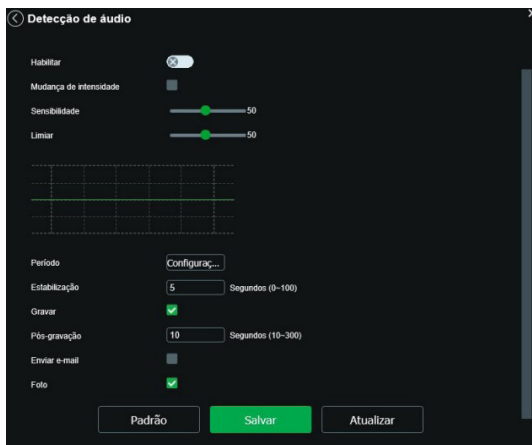 Detecção de áudio
Habilitar
Mudança de intensidade
Sensibilidade 50
Limiar 50
Período Configuraç...
Estabilização 5 Segundos (0~100)
Gravar
Pós-gravação 10 Segundos (10~300)
Enviar e-mail
Foto
Padrão Salvar Atualizar